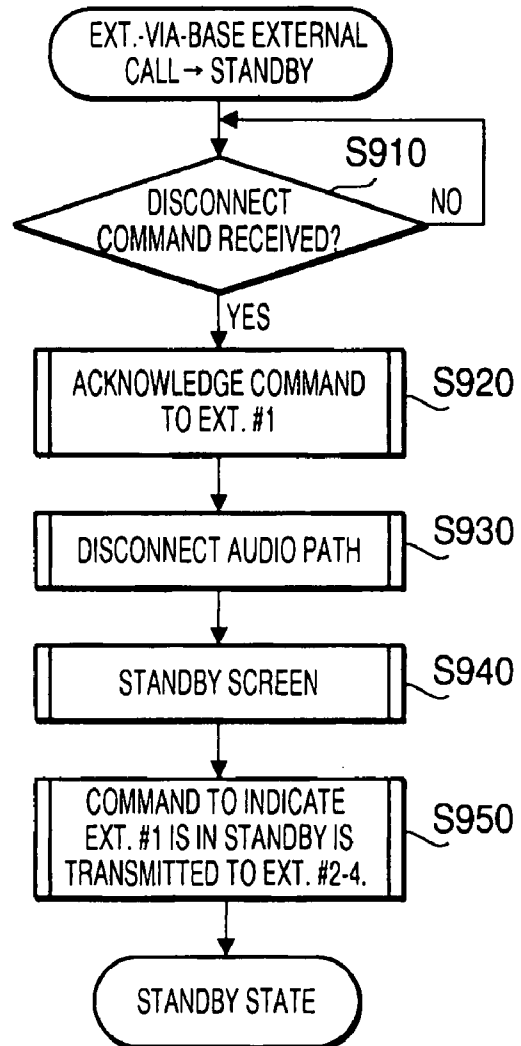 EXT.-VIA-BASE EXTERNAL
CALL→ STANDBY
S910
DISCONNECT
COMMAND RECEIVED?
NO
YES
ACKNOWLEDGE COMMAND
TO EXT. #1
S920
DISCONNECT AUDIO PATH
S930
STANDBY SCREEN
S940
COMMAND TO INDICATE
EXT. #1 IS IN STANDBY IS
TRANSMITTED TO EXT. #2-4.
S950
STANDBY STATE